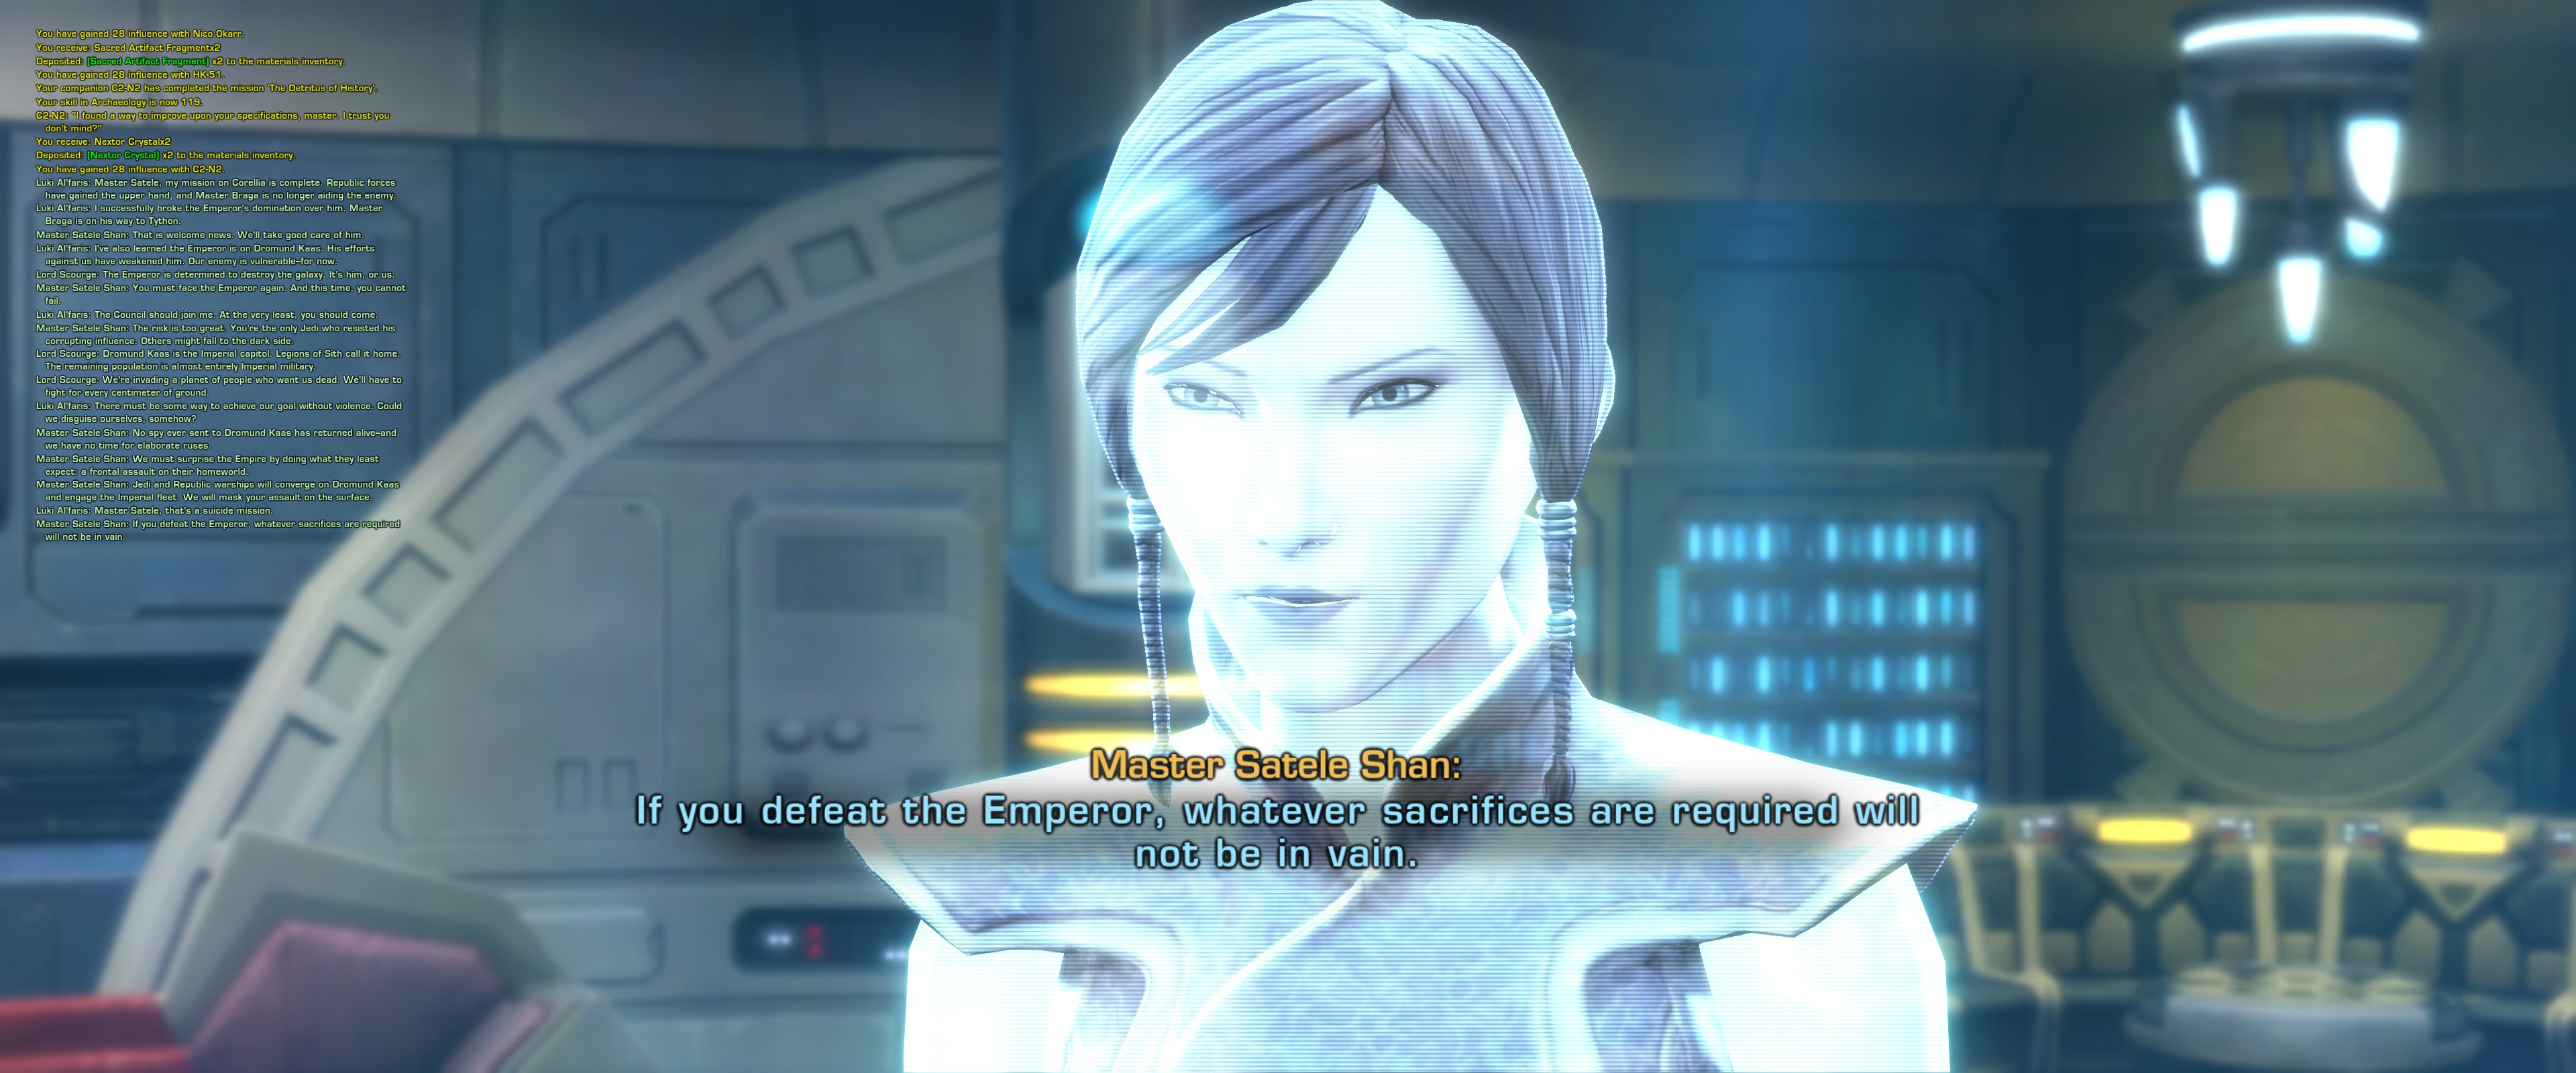 You have gained 28 influence with Nico Okarr.
You receive: Sacred Artifact Fragmentx2
Deposited: [Sacred Artifact Fragment] x2 to the materials inventory.
You have gained 28 influence with HK-51.
Your companion C2-N2 has completed the mission 'The Detritus of History'.
Your skill in Archaeology is now 119.
C2-N2: "I found a way to improve upon your specifications, master. I trust you
don't mind?"
You receive: Nextor Crystalx2
Deposited: [Nextor Crystal] x2 to the materials inventory.
You have gained 28 influence with C2-N2.
Luki Al'faris: Master Satele, my mission on Corellia is complete. Republic forces
have gained the upper hand, and Master Braga is no longer aiding the enemy.
Luki Al'faris: I successfully broke the Emperor's domination over him. Master
Braga is on his way to Tython.
Master Satele Shan: That is welcome news. We'll take good care of him.
Luki Al'faris: I've also learned the Emperor is on Dromund Kaas. His efforts
against us have weakened him. Our enemy is vulnerable–for now.
Lord Scourge: The Emperor is determined to destroy the galaxy. It's him, or us.
Master Satele Shan: You must face the Emperor again. And this time, you cannot
fail.
Luki Al'faris: The Council should join me. At the very least, you should come.
Master Satele Shan: The risk is too great. You're the only Jedi who resisted his
corrupting influence. Others might fall to the dark side.
Lord Scourge: Dromund Kaas is the Imperial capitol. Legions of Sith call it home.
The remaining population is almost entirely Imperial military.
Lord Scourge: We're invading a planet of people who want us dead. We'll have to
fight for every centimeter of ground.
Luki Al'faris: There must be some way to achieve our goal without violence. Could
we disguise ourselves, somehow?
Master Satele Shan: No spy ever sent to Dromund Kaas has returned alive–and
we have no time for elaborate ruses.
Master Satele Shan: We must surprise the Empire by doing what they least
expect: a frontal assault on their homeworld.
Master Satele Shan: Jedi and Republic warships will converge on Dromund Kaas
and engage the Imperial fleet. We will mask your assault on the surface.
Luki Al'faris: Master Satele, that's a suicide mission.
Master Satele Shan: If you defeat the Emperor, whatever sacrifices are required
will not be in vain.
Master Satele Shan:
If you defeat the Emperor, whatever sacrifices are required will
not be in vain.